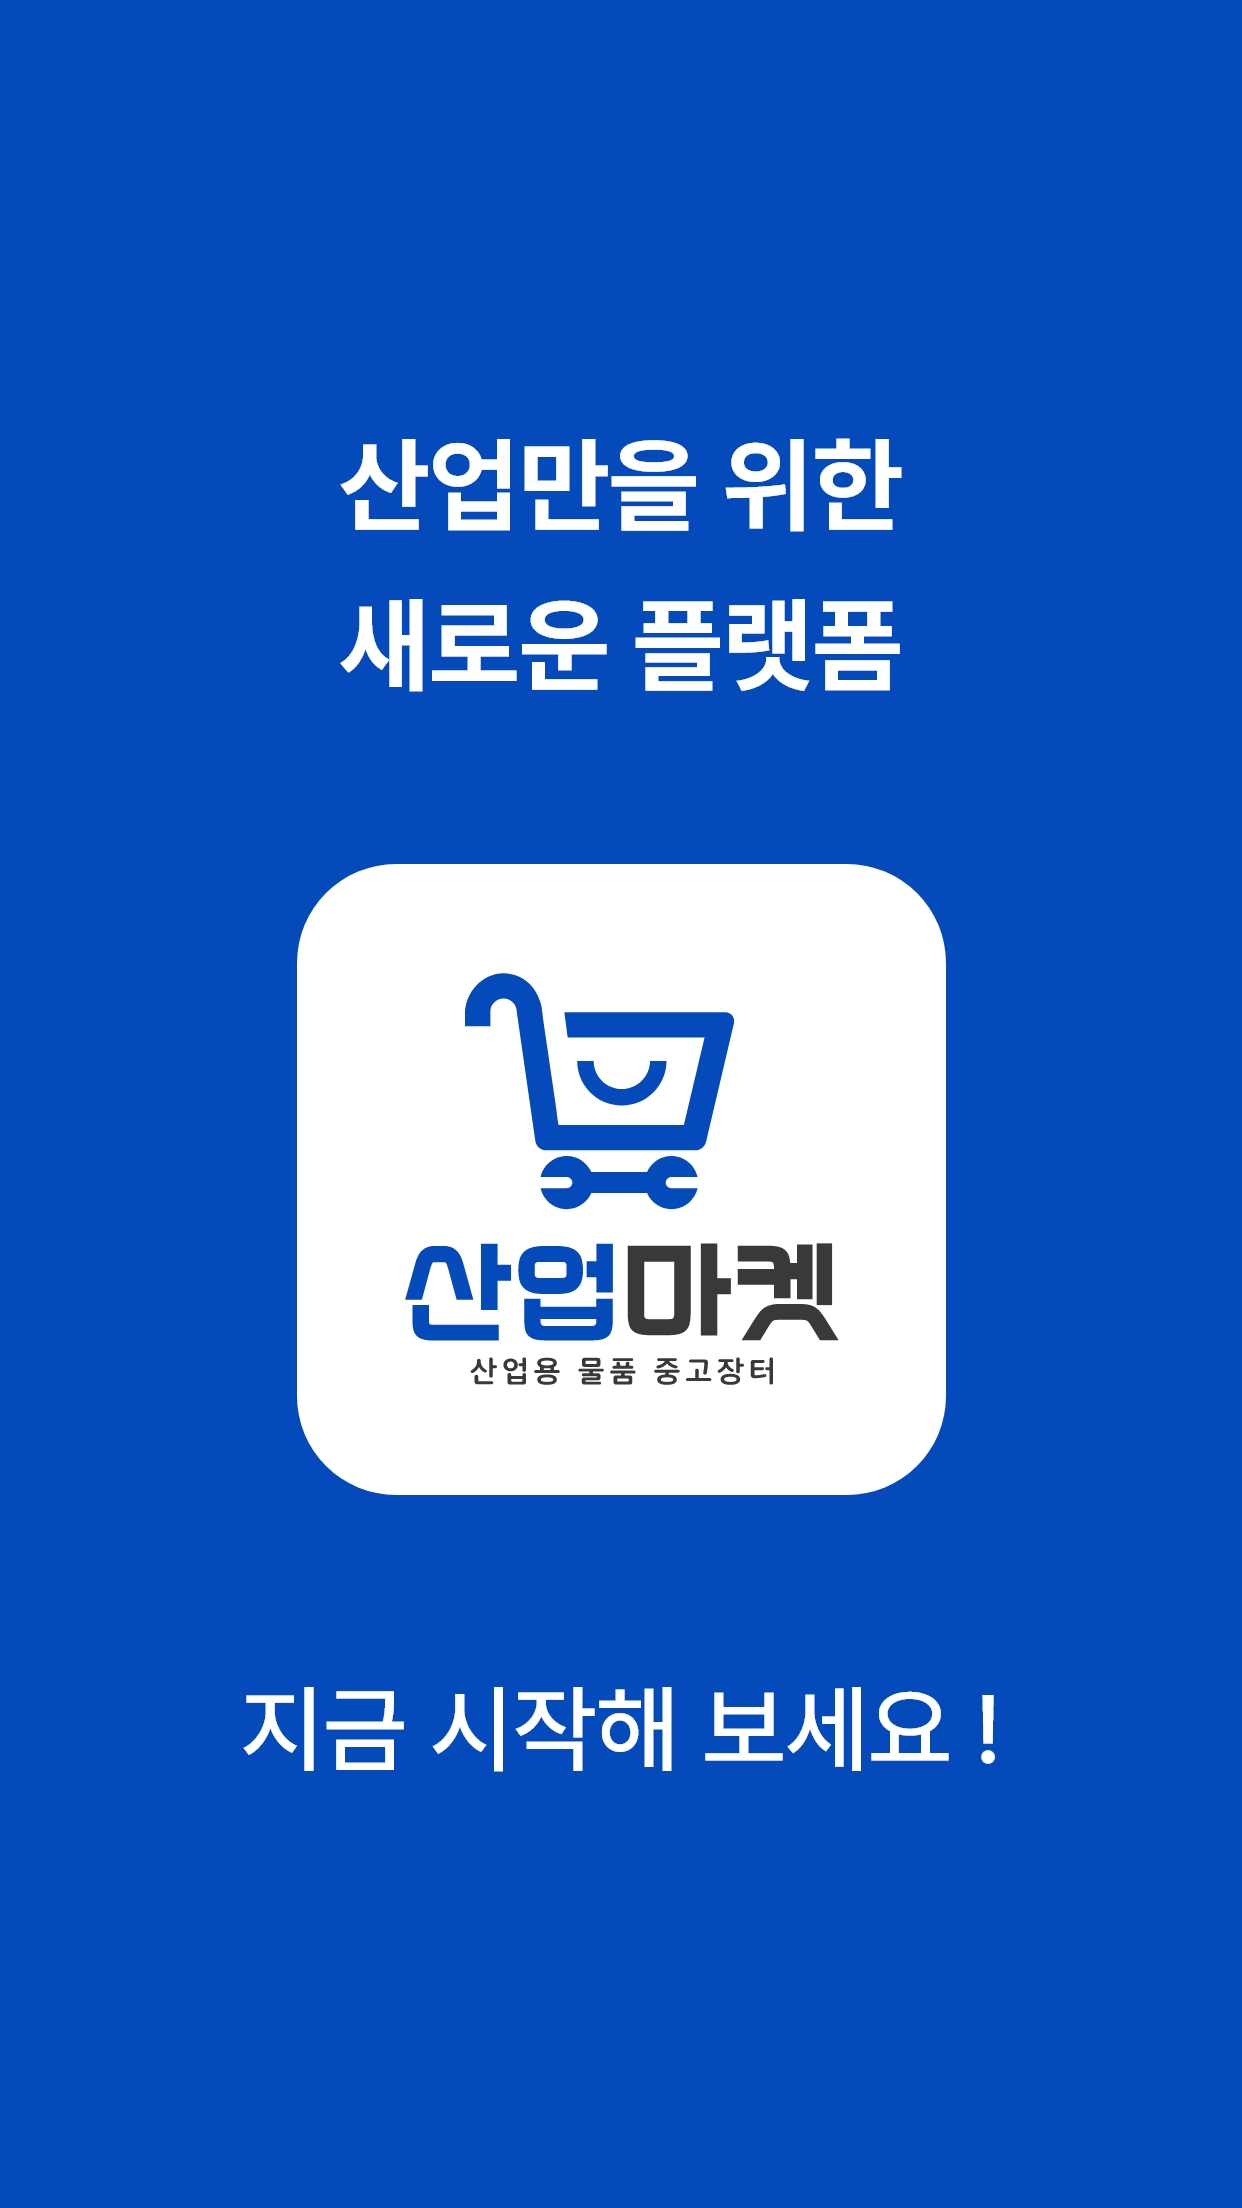 산업만을 위한
새로운 플랫폼
산업마켓
산업용 물품 중고장터
지금 시작해 보세요 !